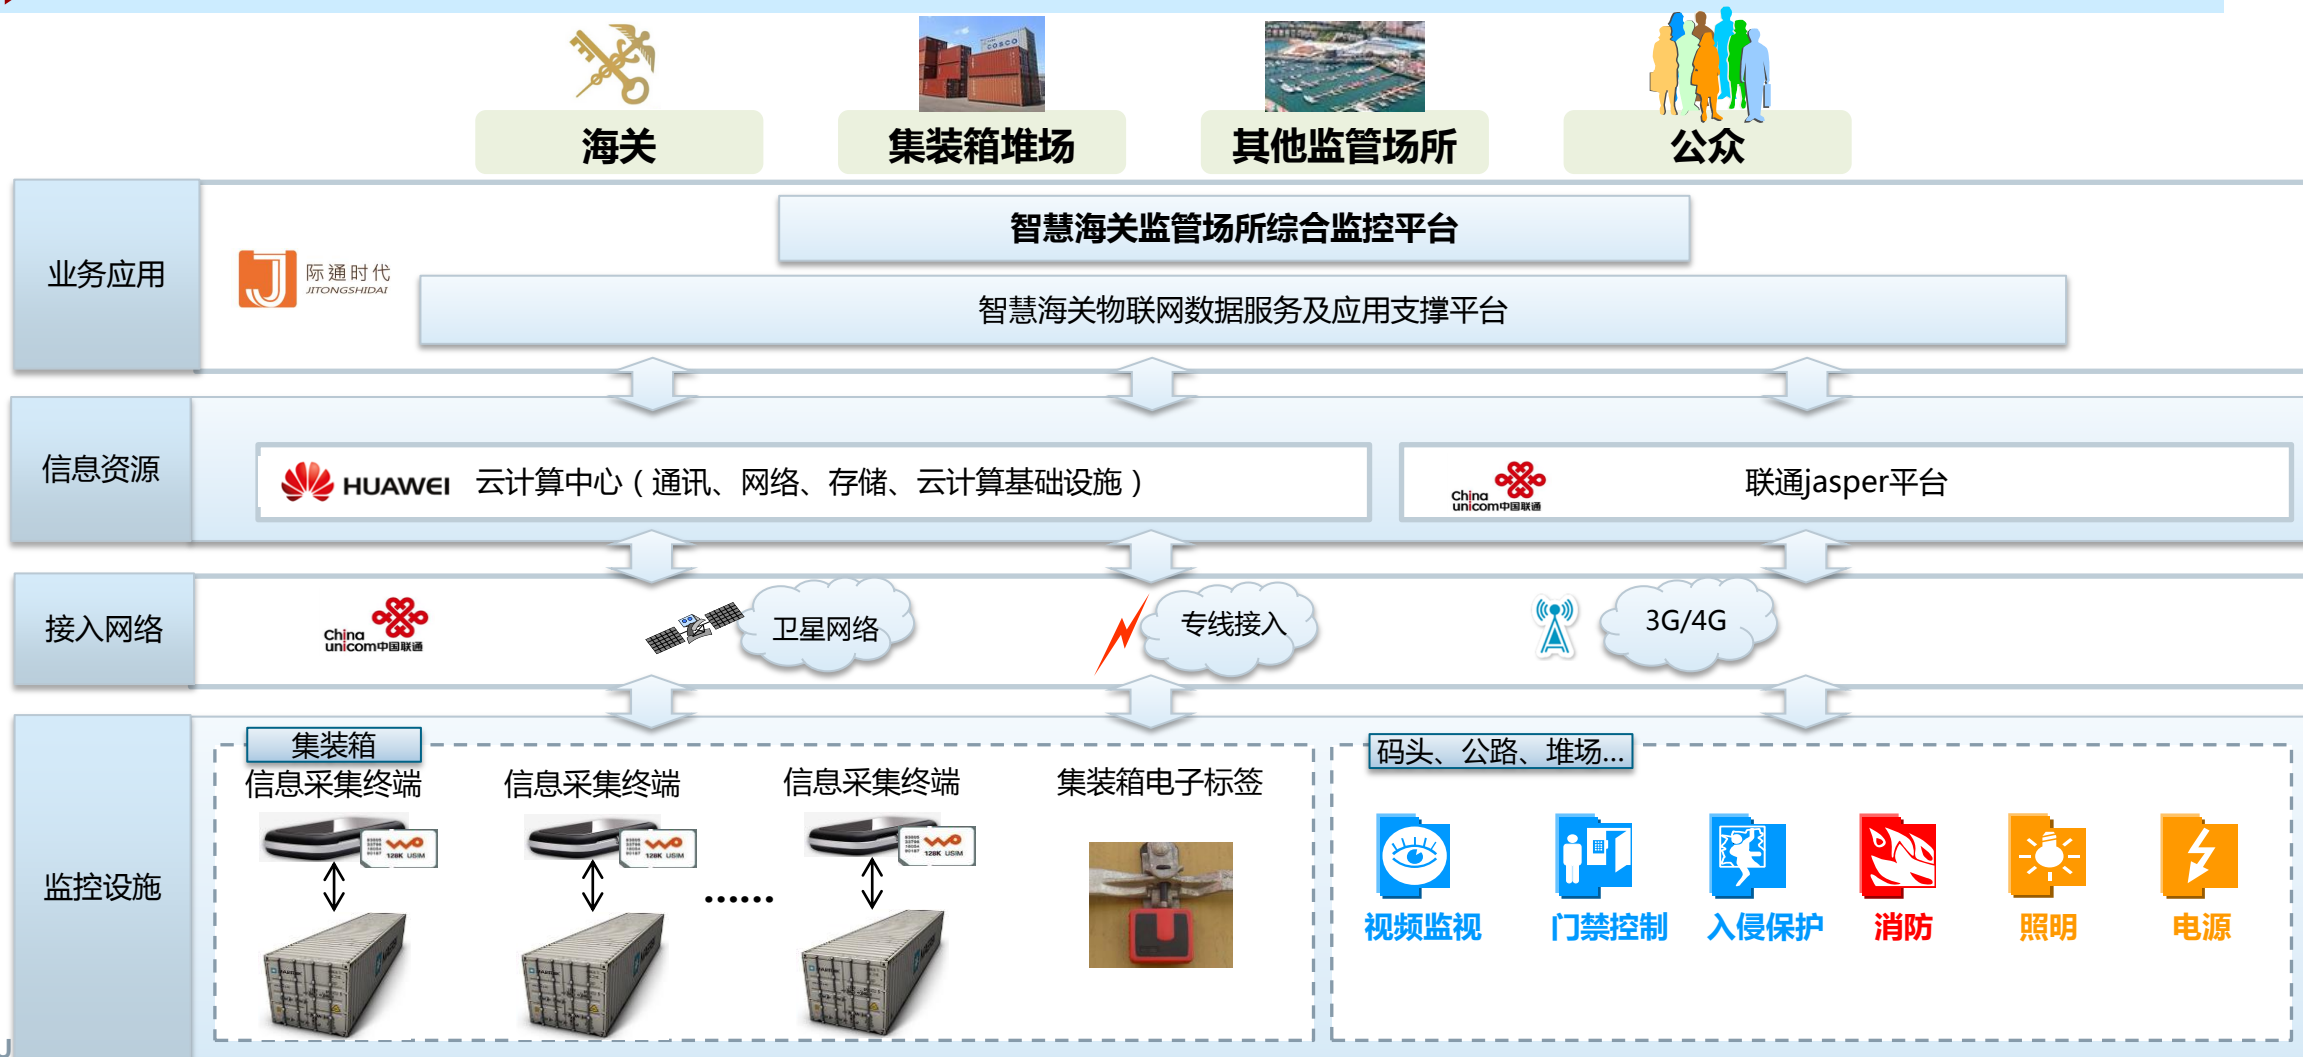 海关
集装箱堆场
其他监管场所
公众
业务应用
际通时代
JITONGSHIDAI
智慧海关监管场所综合监控平台
智慧海关物联网数据服务及应用支撑平台
信息资源
HUAWEI
云计算中心（通讯、网络、存储、云计算基础设施）
China
unicom中国联通
联通jasper平台
接入网络
China
unicom中国联通
卫星网络
专线接入
3G/4G
监控设施
集装箱
信息采集终端
信息采集终端
信息采集终端
集装箱电子标签
128K USIM
128K USIM
128K USIM
......
码头、公路、堆场...
视频监视
门禁控制
入侵保护
消防
照明
电源